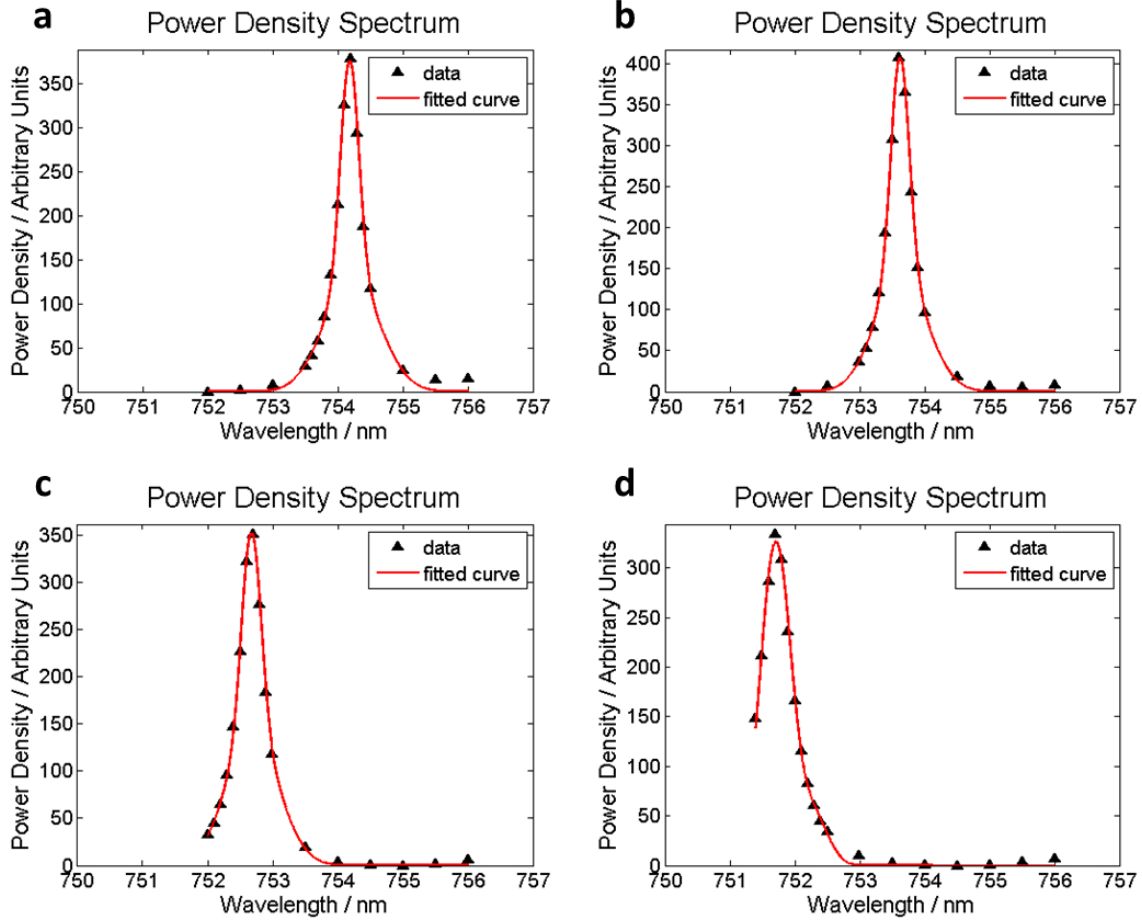 a
Power Density Spectrum
Power Density / Arbitrary Units
350
300
250
200
150
100
50
0
data
fitted curve
750 751 752 753 754 755 756 757
Wavelength / nm
b
Power Density Spectrum
Power Density / Arbitrary Units
400
350
300
250
200
150
100
50
0
data
fitted curve
750 751 752 753 754 755 756 757
Wavelength / nm
c
Power Density Spectrum
Power Density / Arbitrary Units
350
300
250
200
150
100
50
0
data
fitted curve
750 751 752 753 754 755 756 757
Wavelength / nm
d
Power Density Spectrum
Power Density / Arbitrary Units
300
250
200
150
100
50
0
data
fitted curve
750 751 752 753 754 755 756 757
Wavelength / nm